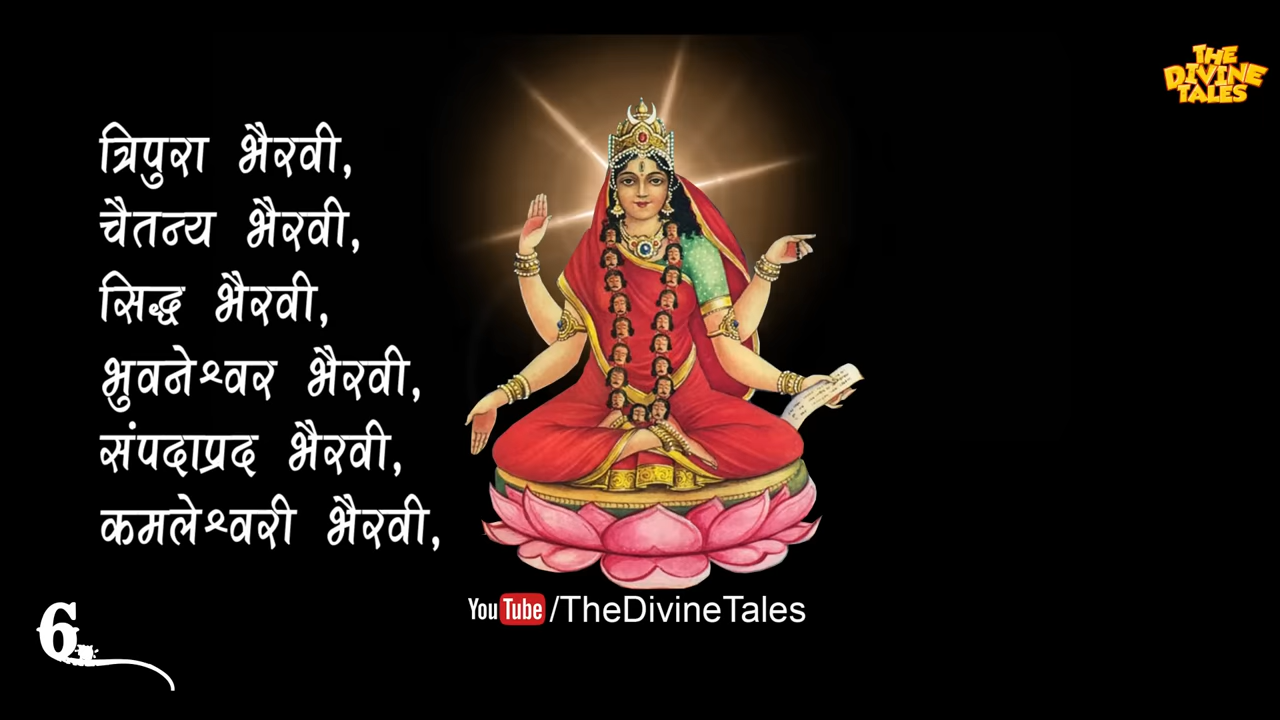 THE
DIVINE
TALES
त्रिपुरा भैरवी,
चैतन्य भैरवी,
सिद्ध भैरवी,
भुवनेश्वर भैरवी,
संपदाप्रद भैरवी,
कमलेश्वरी भैरवी,
YouTube/TheDivineTales
6